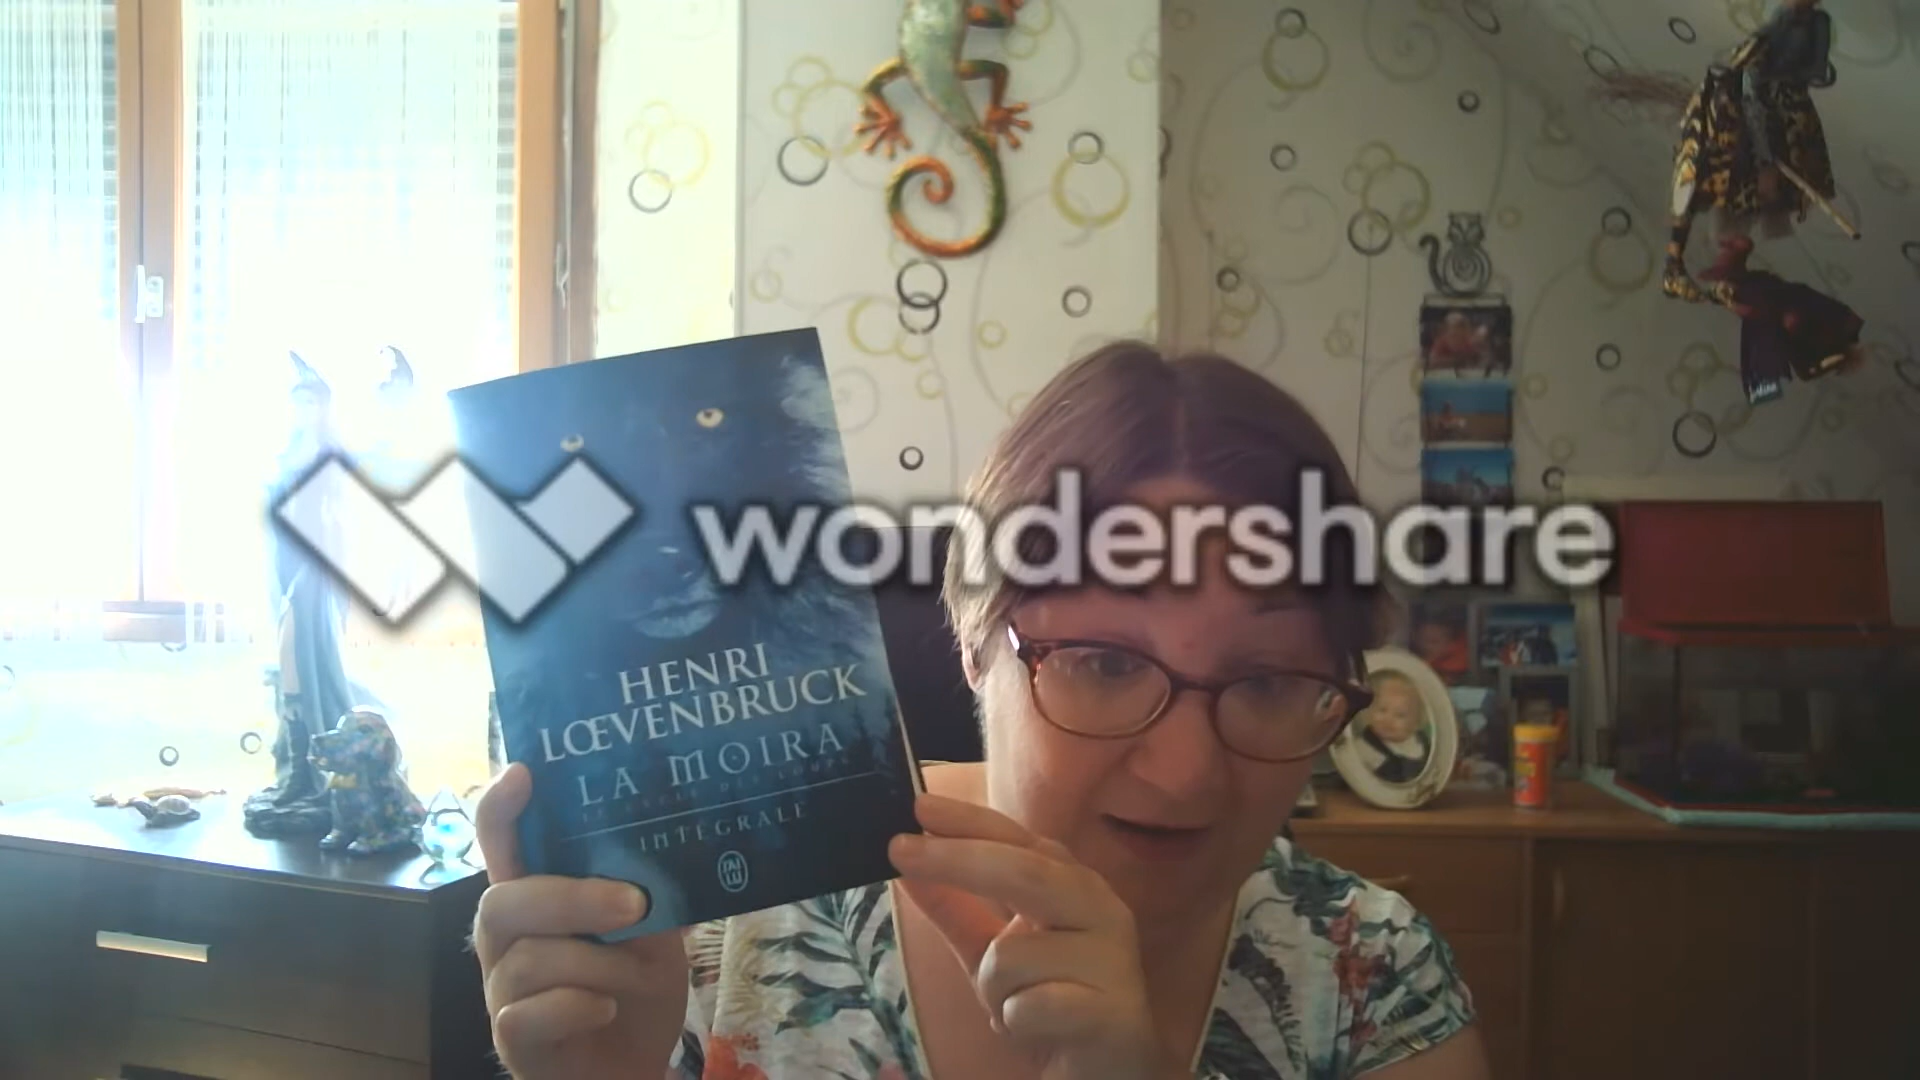 wondershare
HENRI
LŒVENBRUCK
LA MOIRA
INTÉGRALE
J'AI
LU